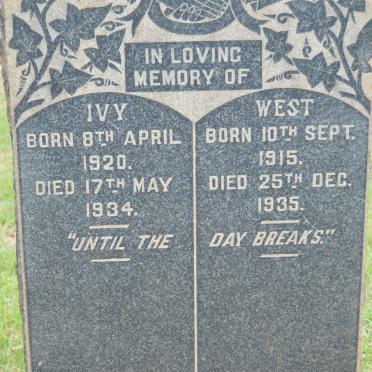 IN LOVING
MEMORY OF
IVY
BORN 8TH APRIL
1920.
DIED 17TH MAY
1934.
WEST
BORN 10TH SEPT.
1915.
DIED 25TH DEC.
1935.
"UNTIL THE DAY BREAKS."